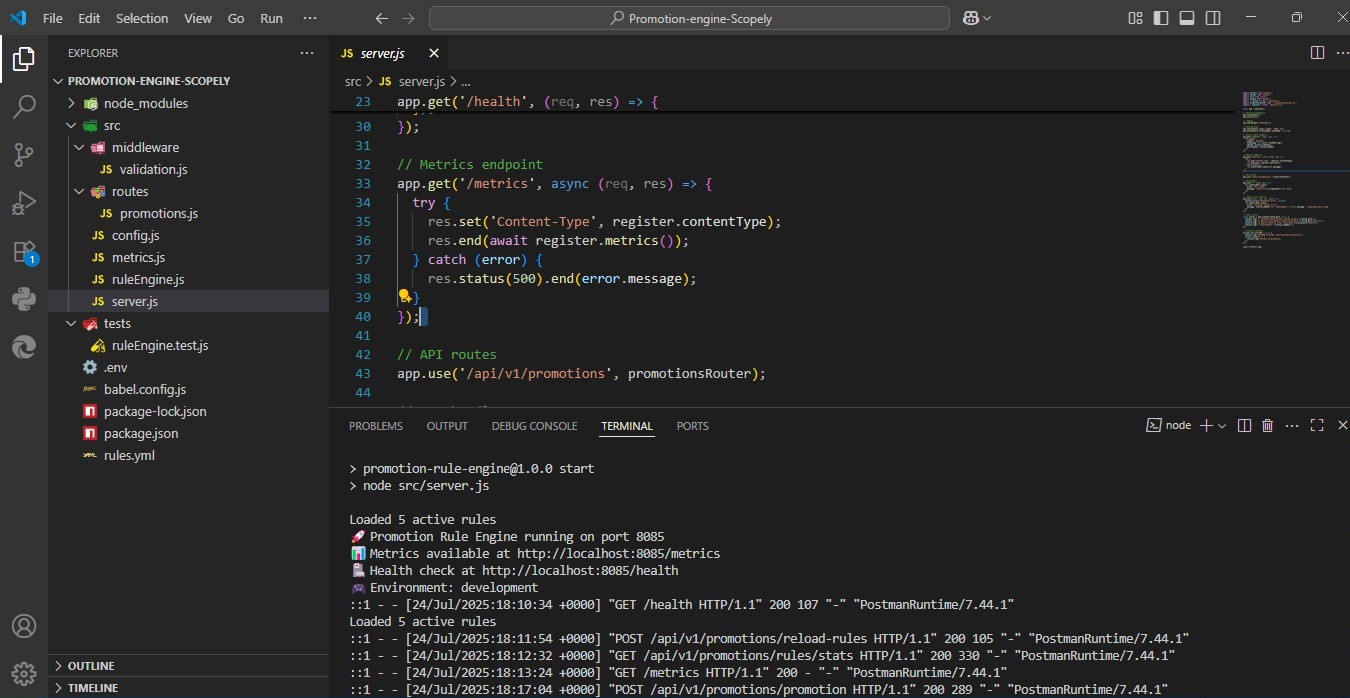 File Edit Selection View Go Run ···
Promotion-engine-Scopely
EXPLORER
PROMOTION-ENGINE-SCOPELY
node_modules
src
middleware
JS validation.js
routes
JS promotions.js
JS config.js
JS metrics.js
JS ruleEngine.js
JS server.js
tests
ruleEngine.test.js
.env
babel.config.js
package-lock.json
package.json
rules.yml
OUTLINE
TIMELINE
1
JS server.js
src > JS server.js > ...
23 app.get('/health', (req, res) => {
30 });
31
32 // Metrics endpoint
33 app.get('/metrics', async (req, res) => {
34 try {
35 res.set('Content-Type', register.contentType);
36 res.end(await register.metrics());
37 } catch (error) {
38 res.status(500).end(error.message);
39 }
40 });
41
42 // API routes
43 app.use('/api/v1/promotions', promotionsRouter);
44
PROBLEMS OUTPUT DEBUG CONSOLE TERMINAL PORTS
node
> promotion-rule-engine@1.0.0 start
> node src/server.js
Loaded 5 active rules
🚀 Promotion Rule Engine running on port 8085
📊 Metrics available at http://localhost:8085/metrics
🏥 Health check at http://localhost:8085/health
🎮 Environment: development
::1 - - [24/Jul/2025:18:10:34 +0000] "GET /health HTTP/1.1" 200 107 "-" "PostmanRuntime/7.44.1"
Loaded 5 active rules
::1 - - [24/Jul/2025:18:11:54 +0000] "POST /api/v1/promotions/reload-rules HTTP/1.1" 200 105 "-" "PostmanRuntime/7.44.1"
::1 - - [24/Jul/2025:18:12:32 +0000] "GET /api/v1/promotions/rules/stats HTTP/1.1" 200 330 "-" "PostmanRuntime/7.44.1"
::1 - - [24/Jul/2025:18:13:24 +0000] "GET /metrics HTTP/1.1" 200 - "-" "PostmanRuntime/7.44.1"
::1 - - [24/Jul/2025:18:17:04 +0000] "POST /api/v1/promotions/promotion HTTP/1.1" 200 289 "-" "PostmanRuntime/7.44.1"